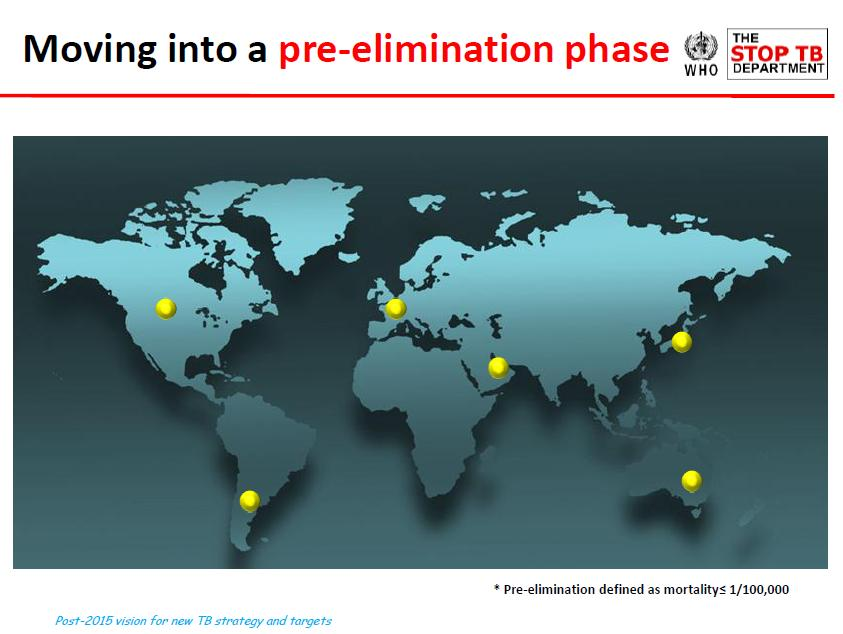 Moving into a pre-elimination phase
WHO
THE
STOP TB
DEPARTMENT
* Pre-elimination defined as mortality≤ 1/100,000
Post-2015 vision for new TB strategy and targets